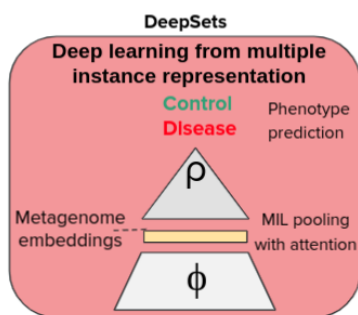 DeepSets
Deep learning from multiple
instance representation
Control
Disease
Phenotype
prediction
ρ
Metagenome
embeddings
MIL pooling
with attention
ϕ